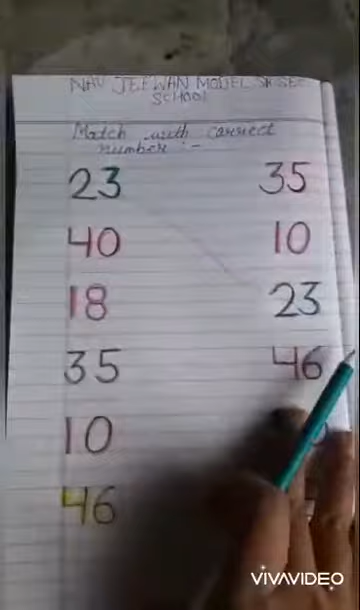 NAV JEEWAN MODEL SR SEC
SCHOOL
Match with correct
number :-
23 35
40 10
18 23
35 46
10
46
VIVAVIDEO